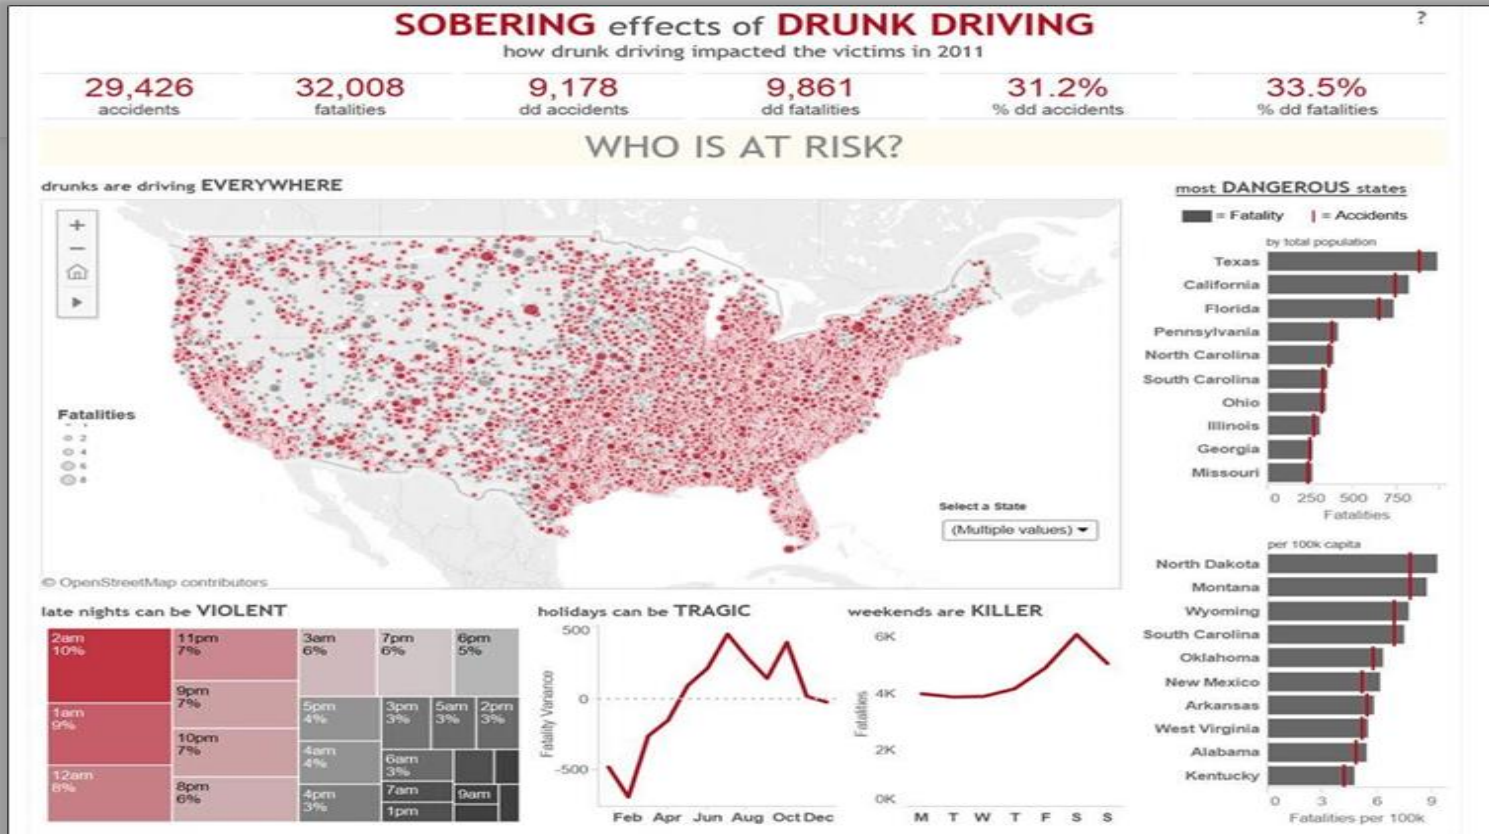 SOBERING effects of DRUNK DRIVING
?
how drunk driving impacted the victims in 2011
29,426
accidents
32,008
fatalities
9,178
dd accidents
9,861
dd fatalities
31.2%
% dd accidents
33.5%
% dd fatalities
WHO IS AT RISK?
drunks are driving EVERYWHERE
+
−
Fatalities
2
4
6
8
Select a State
(Multiple values)
© OpenStreetMap contributors
most DANGEROUS states
= Fatality | = Accidents
by total population
Texas
California
Florida
Pennsylvania
North Carolina
South Carolina
Ohio
Illinois
Georgia
Missouri
0 250 500 750
Fatalities
per 100k capita
North Dakota
Montana
Wyoming
South Carolina
Oklahoma
New Mexico
Arkansas
West Virginia
Alabama
Kentucky
0 3 6 9
Fatalities per 100k
late nights can be VIOLENT
2am
10%
1am
9%
12am
8%
11pm
7%
9pm
7%
10pm
7%
8pm
6%
3am
6%
7pm
6%
6pm
5%
5pm
4%
4am
4%
4pm
3%
3pm
3%
5am
3%
2pm
3%
6am
3%
7am
1pm
9am
holidays can be TRAGIC
500
0
-500
Fatality Variance
Feb Apr Jun Aug Oct Dec
weekends are KILLER
6K
4K
2K
0K
Fatalities
M T W T F S S